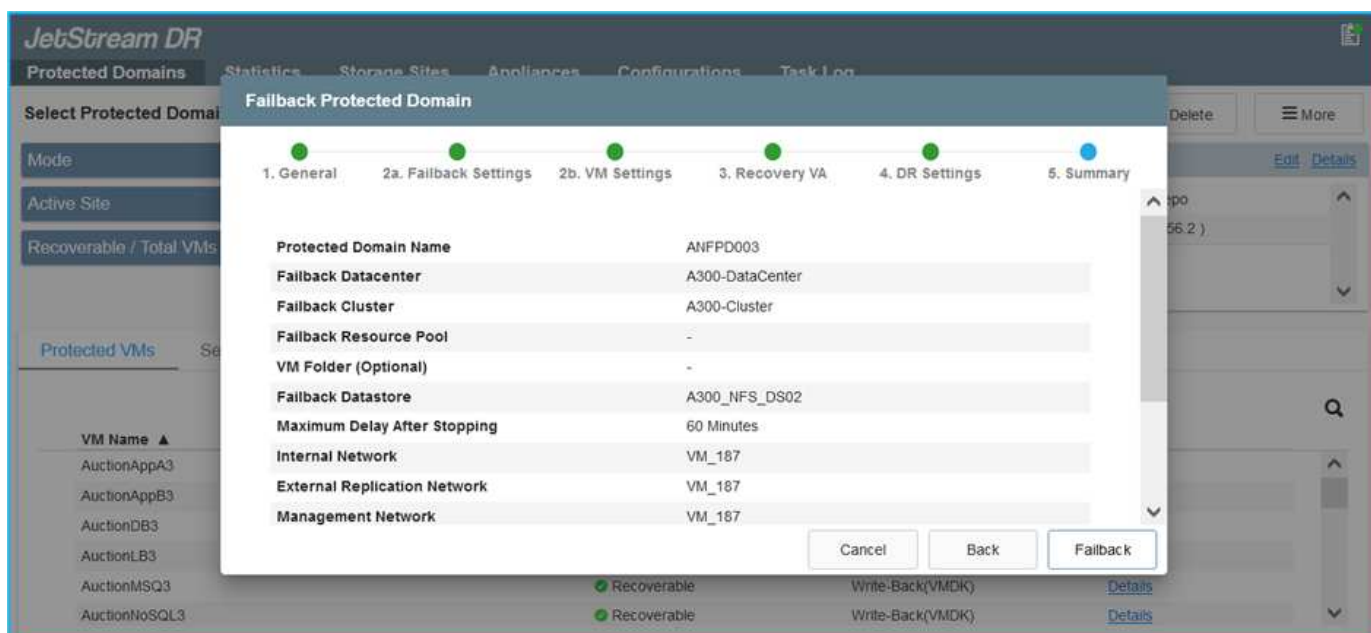 JetStream DR
Protected Domains Statistics Storage Sites Appliances Configurations Task Log
Select Protected Domai Delete More
Failback Protected Domain
Mode Edit Details
1. General 2a. Failback Settings 2b. VM Settings 3. Recovery VA 4. DR Settings 5. Summary
Active Site epo
Recoverable / Total VMs 56.2 )
Protected Domain Name ANFPD003
Failback Datacenter A300-DataCenter
Failback Cluster A300-Cluster
Failback Resource Pool -
VM Folder (Optional) -
Protected VMs Se
Failback Datastore A300_NFS_DS02
Maximum Delay After Stopping 60 Minutes
Internal Network VM_187
External Replication Network VM_187
Management Network VM_187
Cancel Back Failback
VM Name ▲
AuctionAppA3
AuctionAppB3
AuctionDB3
AuctionLB3
AuctionMSQ3 Recoverable Write-Back(VMDK) Details
AuctionNoSQL3 Recoverable Write-Back(VMDK) Details